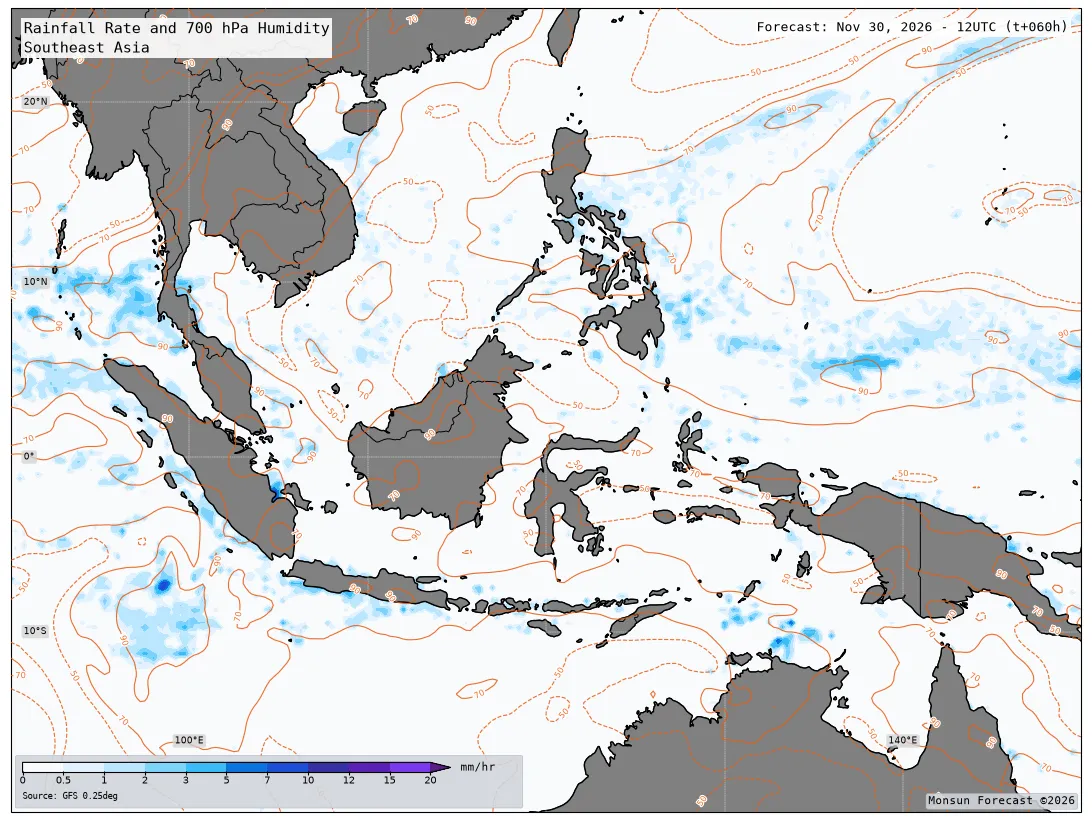 Rainfall Rate and 700 hPa Humidity
Southeast Asia
Forecast: Nov 30, 2026 - 12UTC (t+060h)
20°N
10°N
0°
10°S
100°E
140°E
0 0.5 1 2 3 5 7 10 12 15 20 mm/hr
Source: GFS 0.25deg
Monsun Forecast ©2026